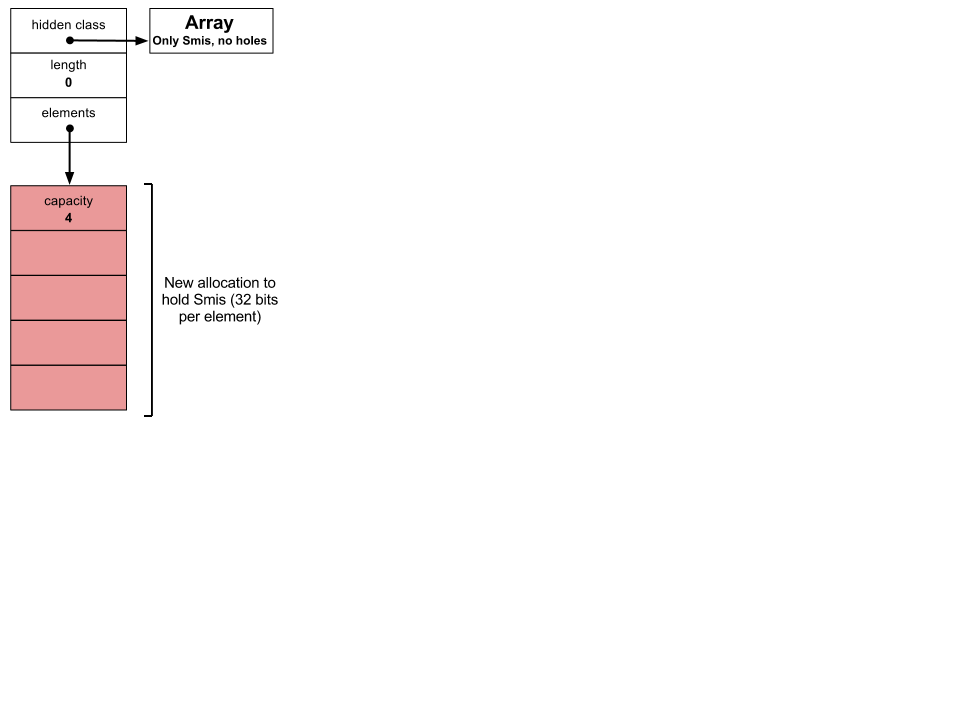 hidden class
Array
Only Smis, no holes
length
0
elements
capacity
4
New allocation to
hold Smis (32 bits
per element)